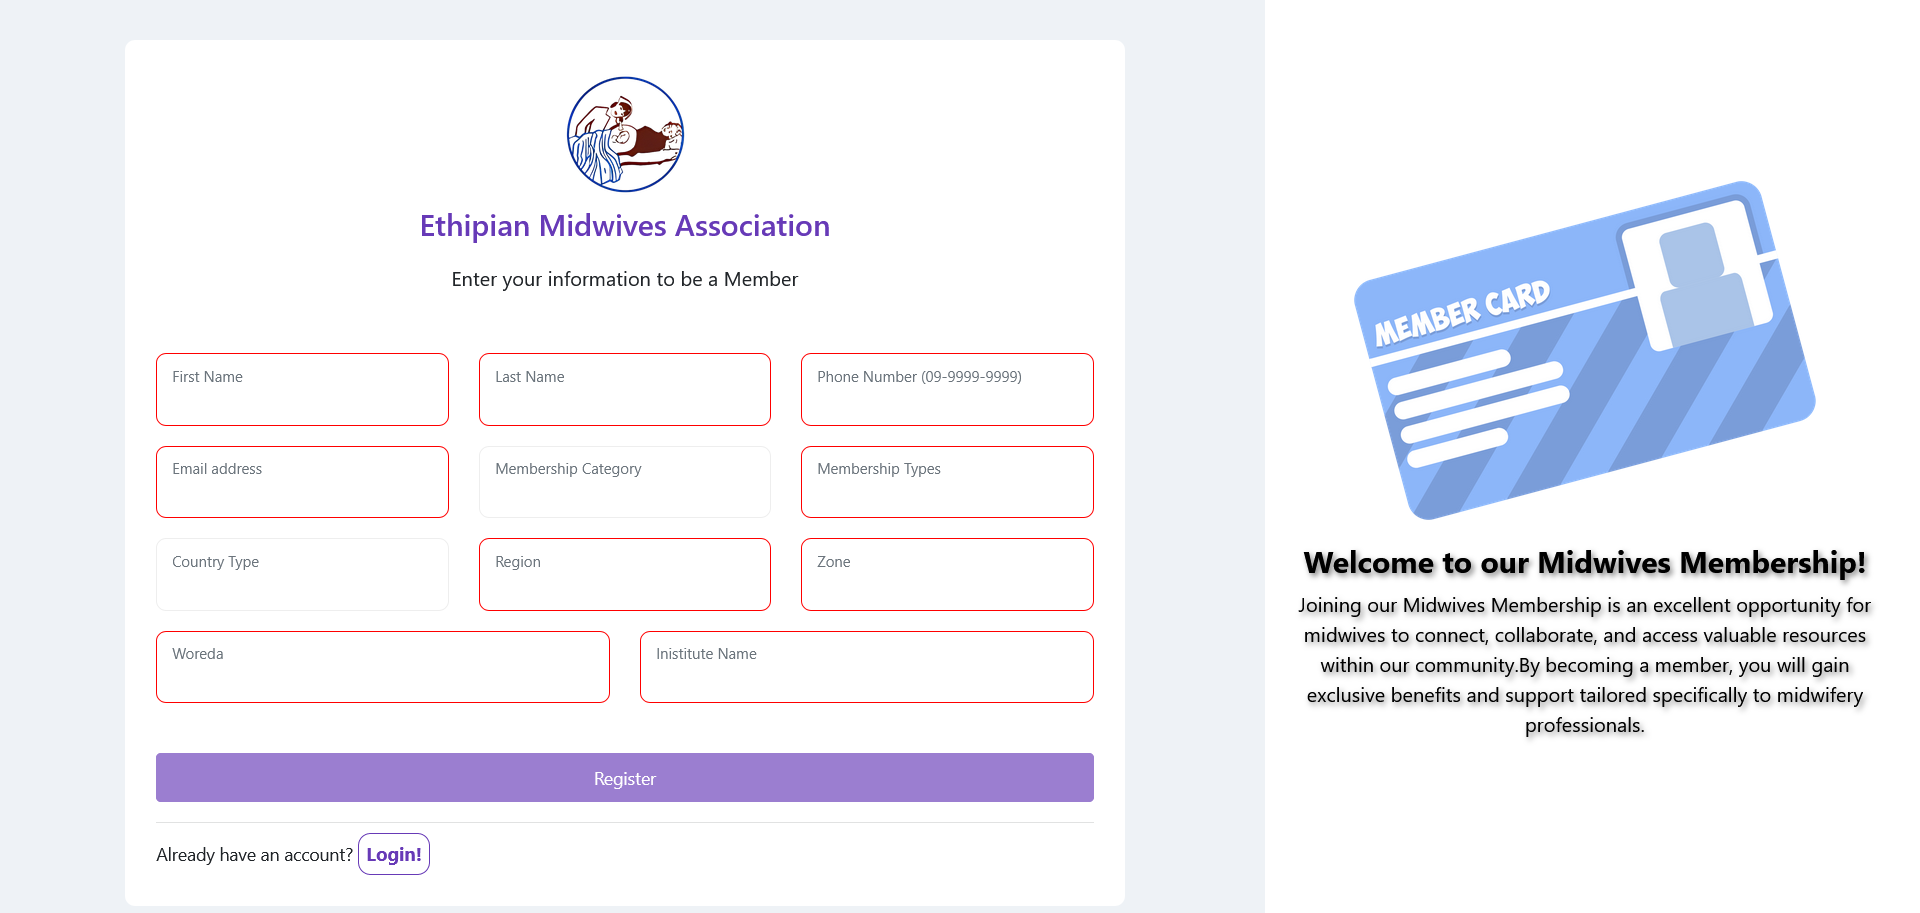 Ethipian Midwives Association
Enter your information to be a Member
First Name
Last Name
Phone Number (09-9999-9999)
Email address
Membership Category
Membership Types
Country Type
Region
Zone
Woreda
Inistitute Name
Register
Already have an account? Login!
MEMBER CARD
Welcome to our Midwives Membership!
Joining our Midwives Membership is an excellent opportunity for
midwives to connect, collaborate, and access valuable resources
within our community.By becoming a member, you will gain
exclusive benefits and support tailored specifically to midwifery
professionals.